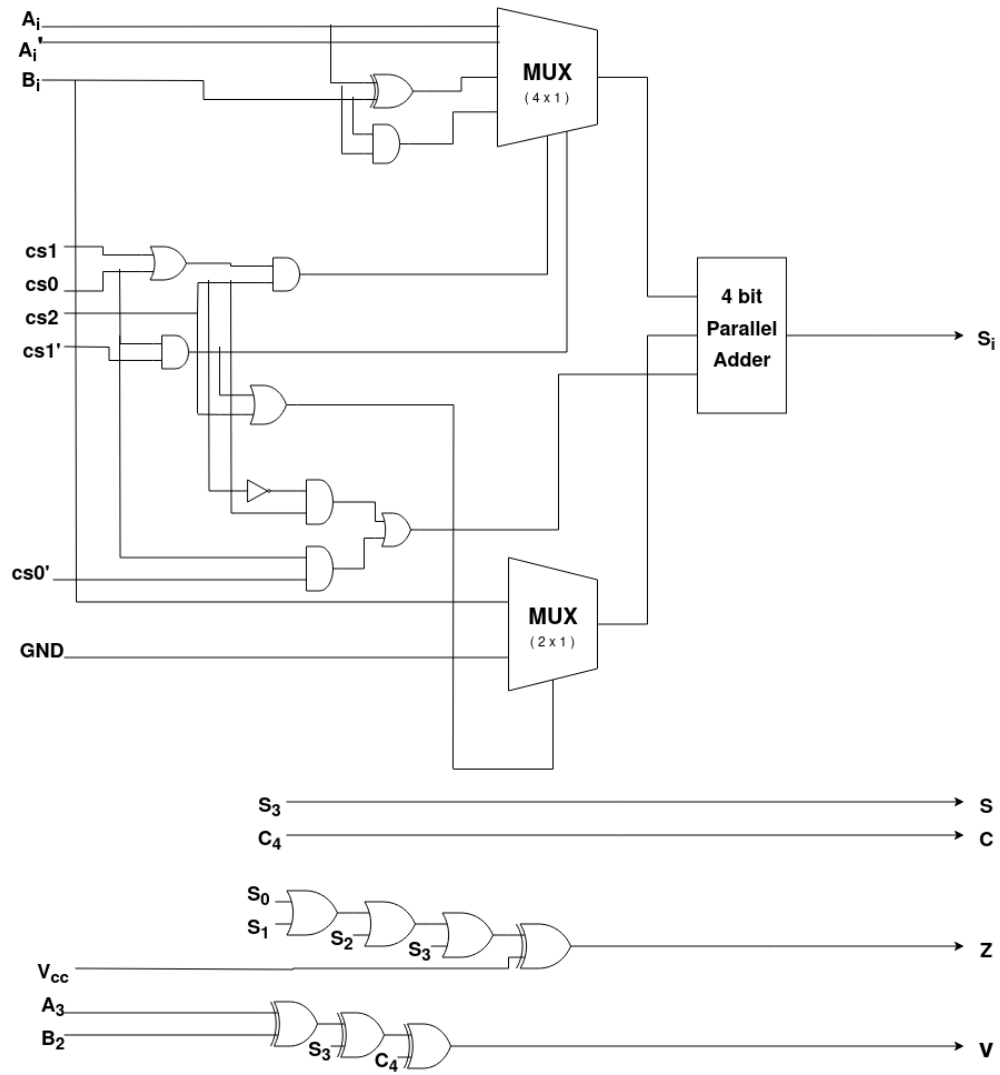 Ai
Ai'
Bi
MUX
( 4 x 1 )
cs1
cs0
cs2
cs1'
4 bit
Parallel
Adder
Si
cs0'
GND
MUX
( 2 x 1 )
S3
S
C4
C
S0
S1
S2
S3
Z
Vcc
A3
B2
S3
C4
V